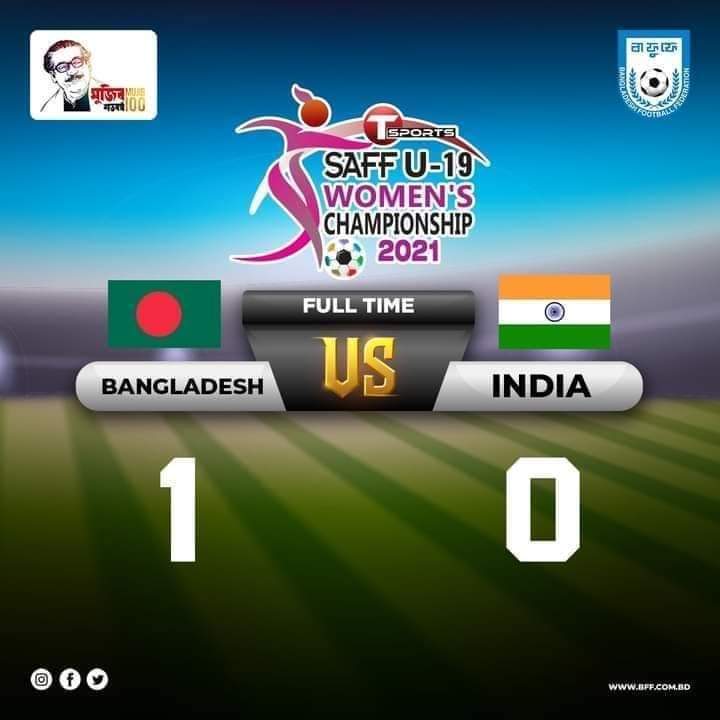 মুজিব MUJIB
শতবর্ষ 100
বা ফু ফে
BANGLADESH FOOTBALL FEDERATION
T SPORTS
SAFF U-19
WOMEN'S
CHAMPIONSHIP
2021
FULL TIME
VS
BANGLADESH
INDIA
1
0
WWW.BFF.COM.BD